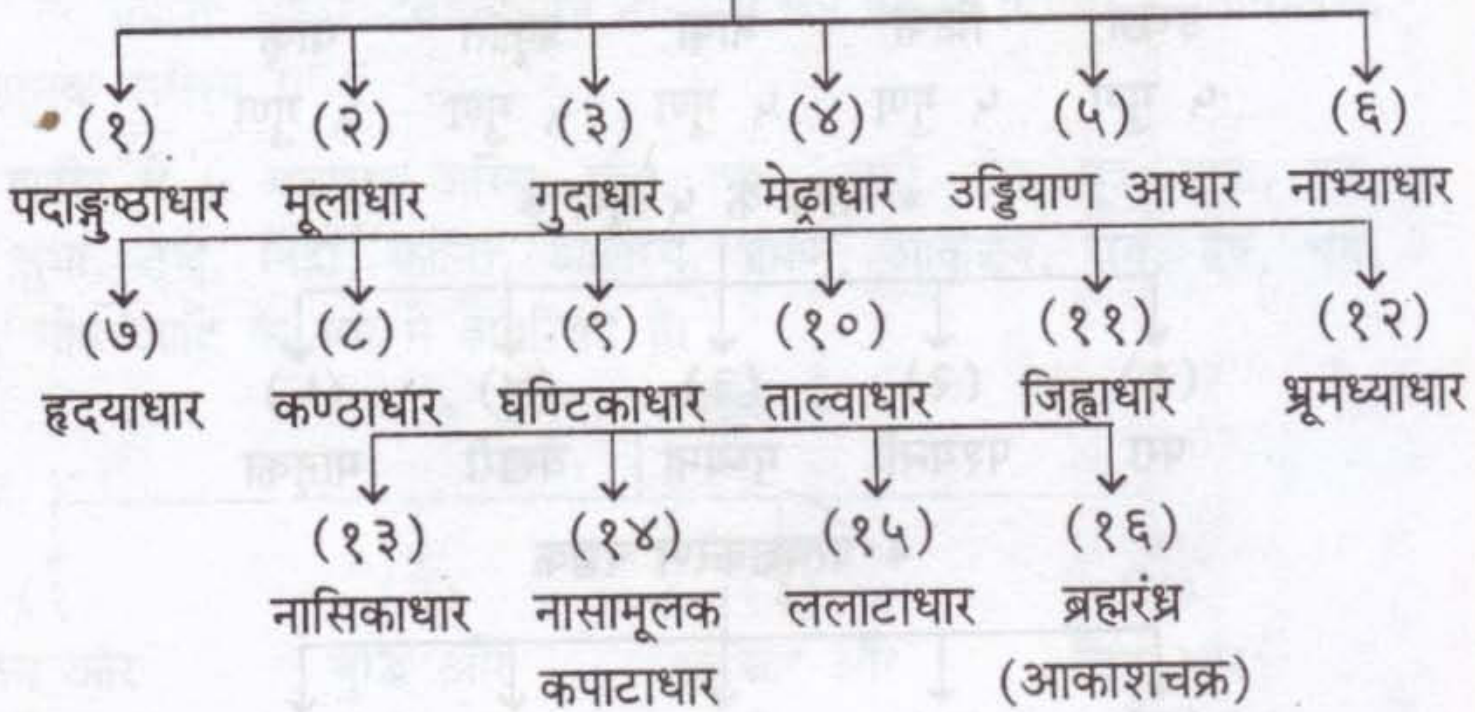 (१) (२) (३) (४) (५) (६)
पदाङ्गुष्ठाधार मूलाधार गुदाधार मेढ्राधार उड्डियाण आधार नाभ्याधार
(७) (८) (९) (१०) (११) (१२)
हृदयाधार कण्ठाधार घण्टिकाधार ताल्वाधार जिह्वाधार भ्रूमध्याधार
(१३) (१४) (१५) (१६)
नासिकाधार नासामूलक ललाटाधार ब्रह्मरंध्र
कपाटाधार (आकाशचक्र)